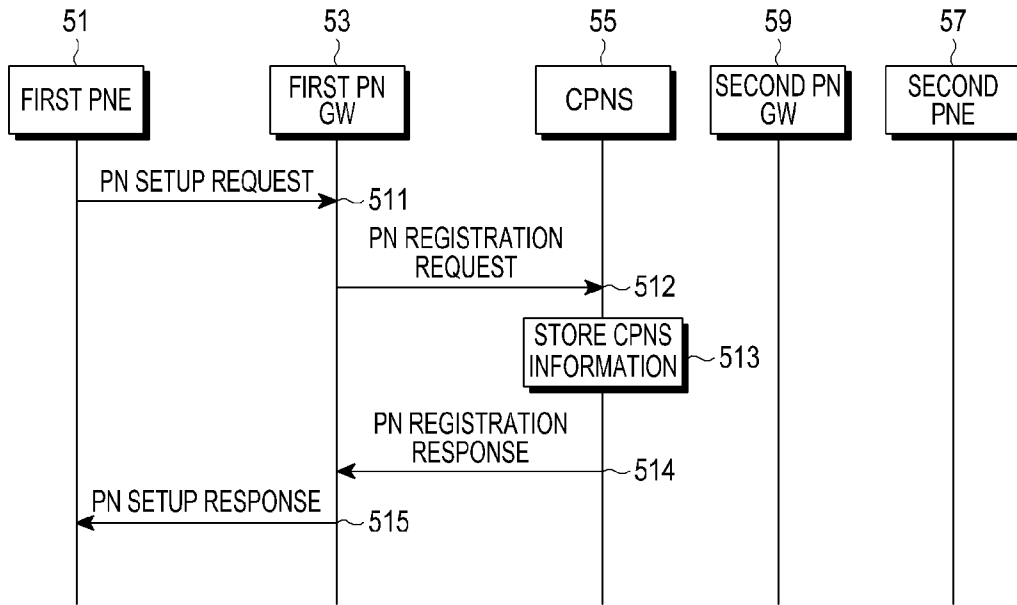 51
53
55
59
57
FIRST PNE
FIRST PN
GW
CPNS
SECOND PN
GW
SECOND
PNE
PN SETUP REQUEST
511
PN REGISTRATION
REQUEST
512
STORE CPNS
INFORMATION
513
PN REGISTRATION
RESPONSE
514
PN SETUP RESPONSE
515